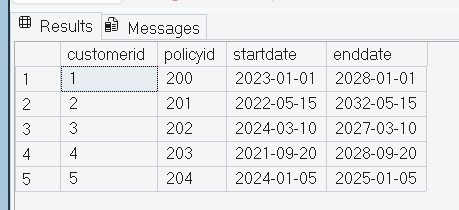 Results Messages
customerid policyid startdate enddate
1 1 200 2023-01-01 2028-01-01
2 2 201 2022-05-15 2032-05-15
3 3 202 2024-03-10 2027-03-10
4 4 203 2021-09-20 2028-09-20
5 5 204 2024-01-05 2025-01-05